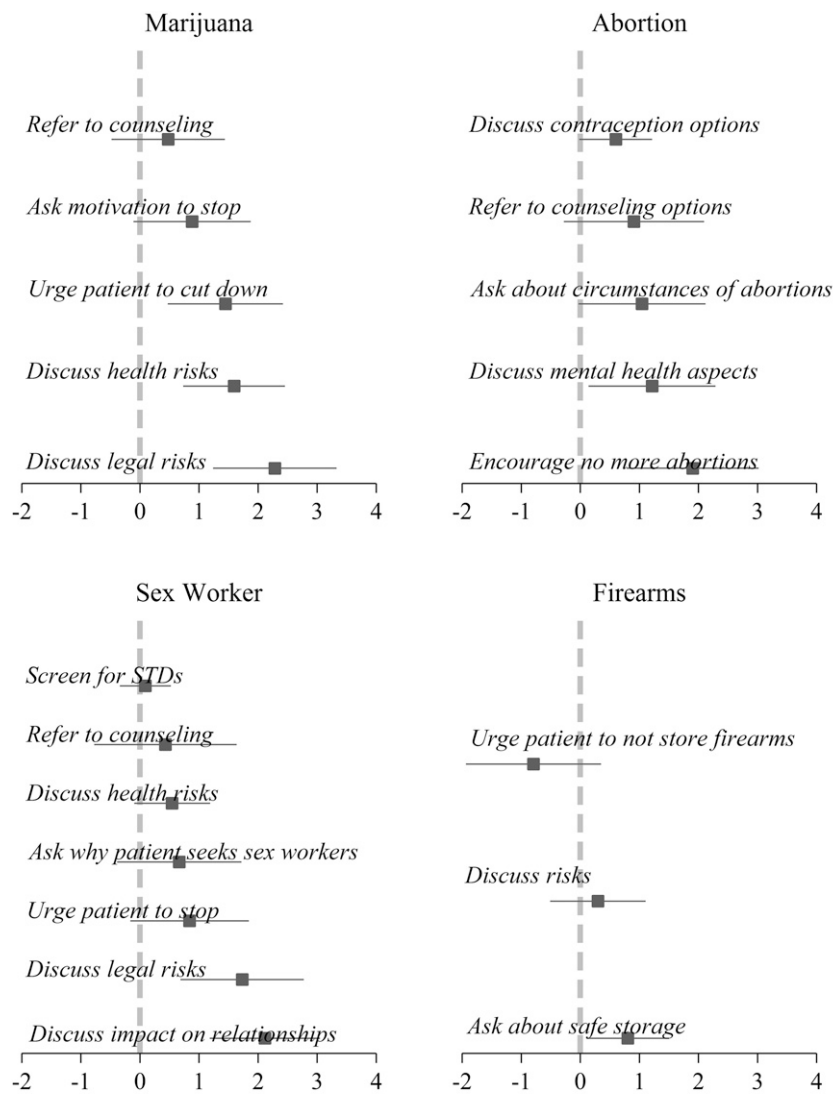 Marijuana
Refer to counseling
Ask motivation to stop
Urge patient to cut down
Discuss health risks
Discuss legal risks
-2 -1 0 1 2 3 4
Abortion
Discuss contraception options
Refer to counseling options
Ask about circumstances of abortions
Discuss mental health aspects
Encourage no more abortions
-2 -1 0 1 2 3 4
Sex Worker
Screen for STDs
Refer to counseling
Discuss health risks
Ask why patient seeks sex workers
Urge patient to stop
Discuss legal risks
Discuss impact on relationships
-2 -1 0 1 2 3 4
Firearms
Urge patient to not store firearms
Discuss risks
Ask about safe storage
-2 -1 0 1 2 3 4